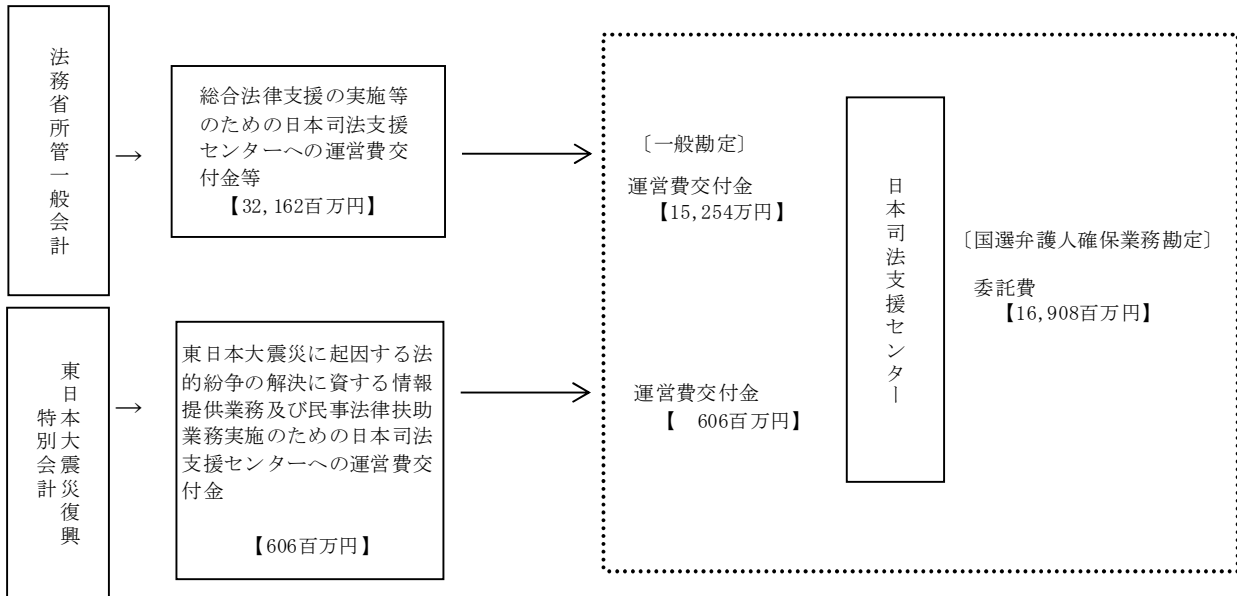 法務省所管一般会計
→
総合法律支援の実施等
のための日本司法支援
センターへの運営費交
付金等
【32,162百万円】
〔一般勘定〕
運営費交付金
【15,254万円】
日本司法支援センター
〔国選弁護人確保業務勘定〕
委託費
【16,908百万円】
東日本大震災復興
特別会計
→
東日本大震災に起因する法
的紛争の解決に資する情報
提供業務及び民事法律扶助
業務実施のための日本司法
支援センターへの運営費交
付金
【606百万円】
運営費交付金
【　606百万円】